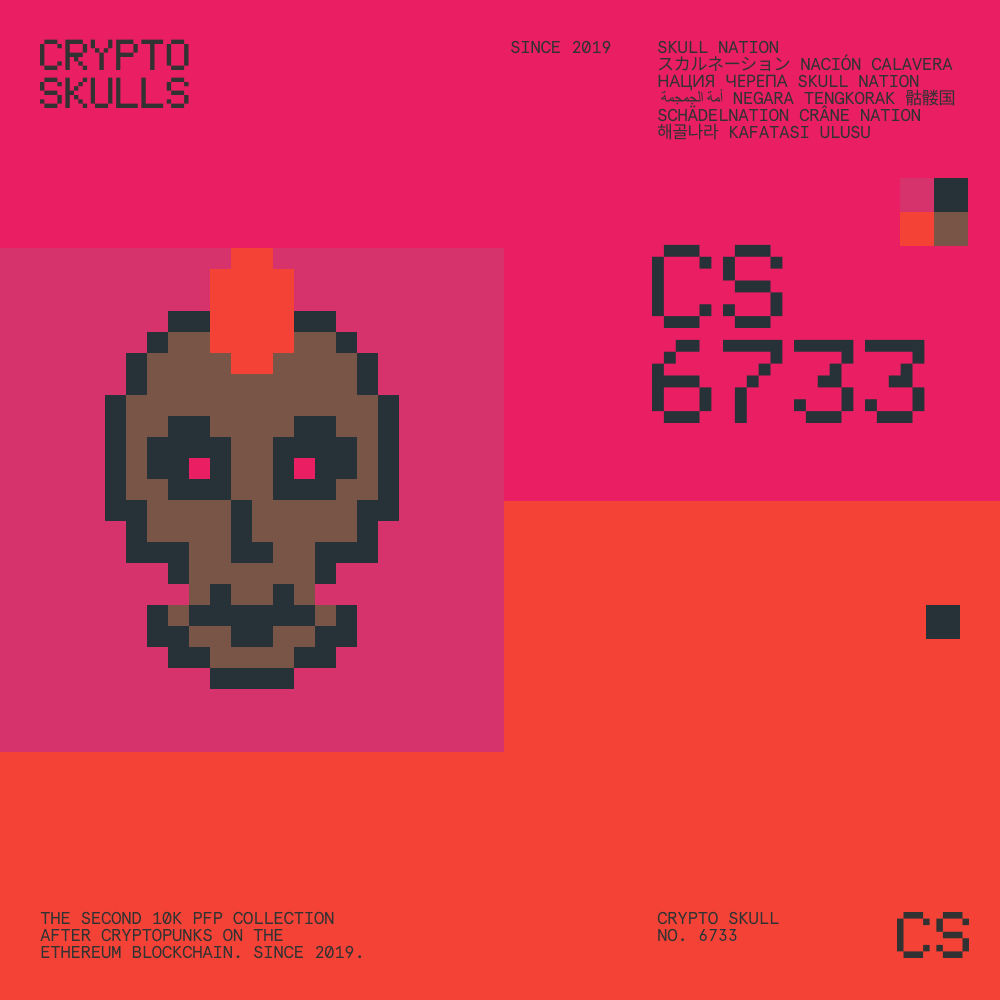 CRYPTO
SKULLS
SINCE 2019
SKULL NATION
スカルネーション NACIÓN CALAVERA
НАЦИЯ ЧЕРЕПА SKULL NATION
أمة الجمجمة NEGARA TENGKORAK 骷髅国
SCHÄDELNATION CRÂNE NATION
해골나라 KAFATASI ULUSU
CS
6733
THE SECOND 10K PFP COLLECTION
AFTER CRYPTOPUNKS ON THE
ETHEREUM BLOCKCHAIN. SINCE 2019.
CRYPTO SKULL
NO. 6733
CS